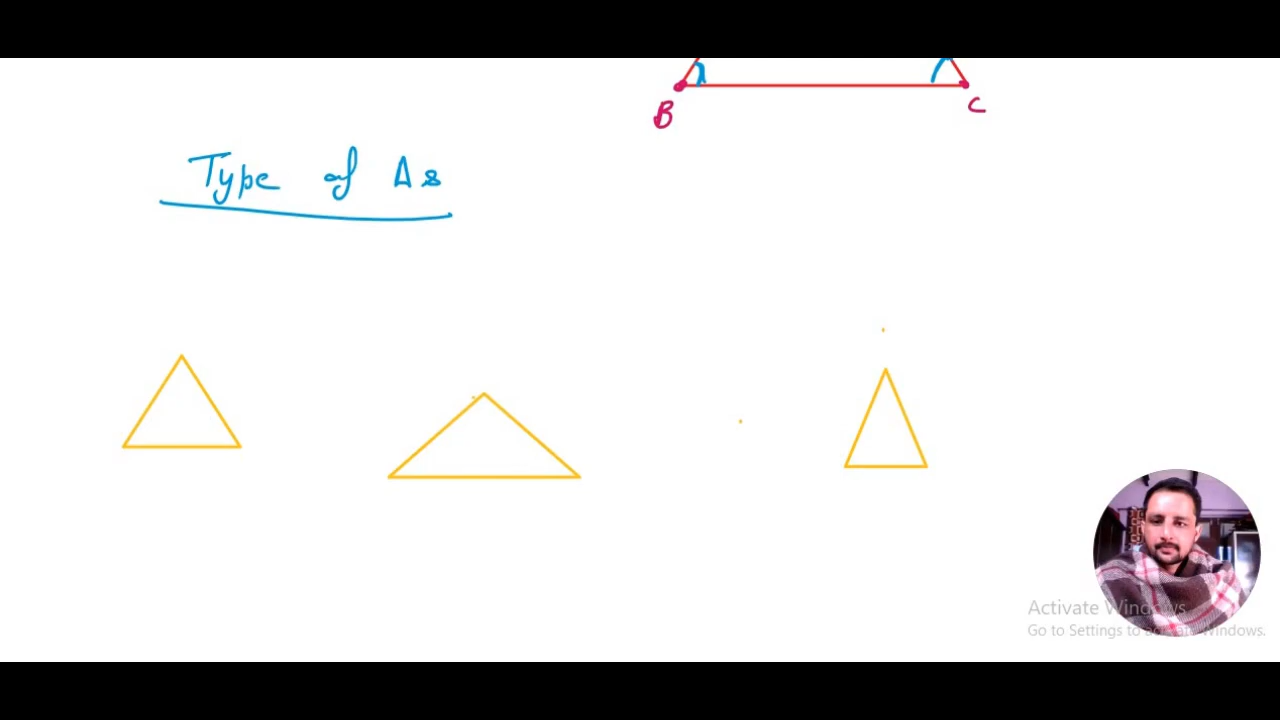 B C
Type of Δs
Activate Windows
Go to Settings to activate Windows.